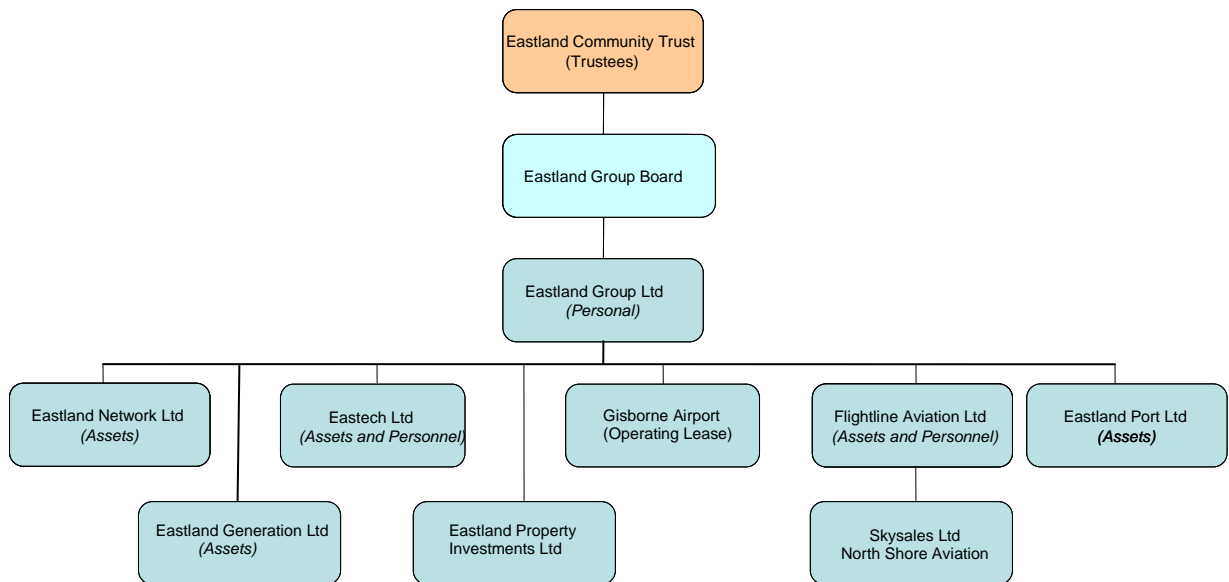 Eastland Community Trust
(Trustees)
Eastland Group Board
Eastland Group Ltd
(Personal)
Eastland Network Ltd
(Assets)
Eastech Ltd
(Assets and Personnel)
Gisborne Airport
(Operating Lease)
Flightline Aviation Ltd
(Assets and Personnel)
Eastland Port Ltd
(Assets)
Eastland Generation Ltd
(Assets)
Eastland Property
Investments Ltd
Skysales Ltd
North Shore Aviation